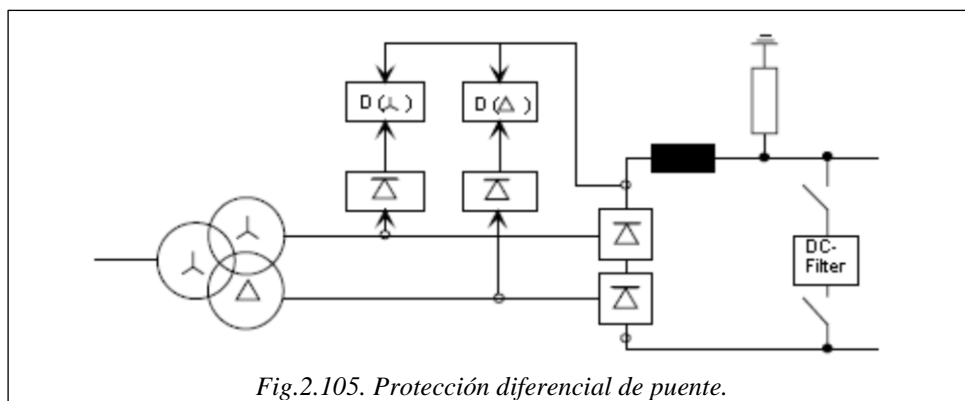 D (⅄) D (△)
DC-
Filter
Fig.2.105. Protección diferencial de puente.